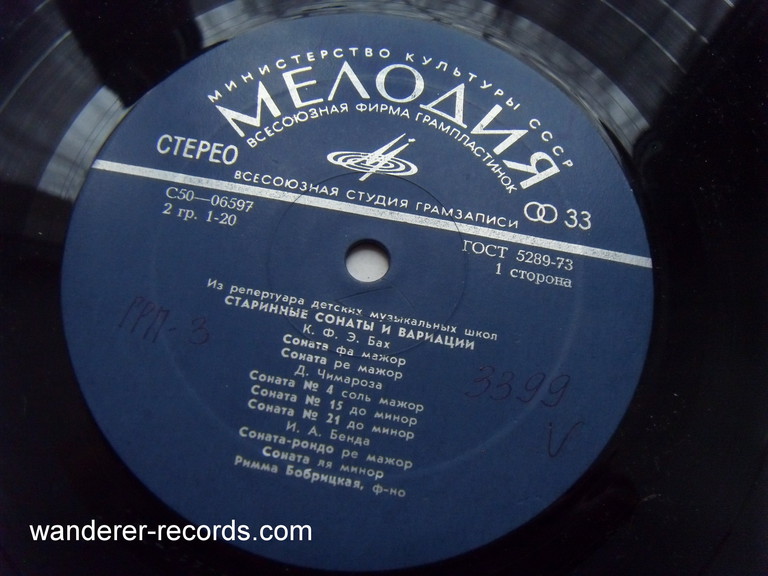 МИНИСТЕРСТВО КУЛЬТУРЫ СССР
МЕЛОДИЯ
ВСЕСОЮЗНАЯ ФИРМА ГРАМПЛАСТИНОК
СТЕРЕО
ВСЕСОЮЗНАЯ СТУДИЯ ГРАМЗАПИСИ
33
С50—06597
2 гр. 1-20
ГОСТ 5289-73
1 сторона
Из репертуара детских музыкальных школ
СТАРИННЫЕ СОНАТЫ И ВАРИАЦИИ
К. Ф. Э. Бах
Соната фа мажор
Соната ре мажор
Д. Чимароза
Соната № 4 соль мажор
Соната № 15 до минор
Соната № 21 до минор
И. А. Бенда
Соната-рондо ре мажор
Соната ля минор
Римма Бобрицкая, ф-но
3399
V
wanderer-records.com